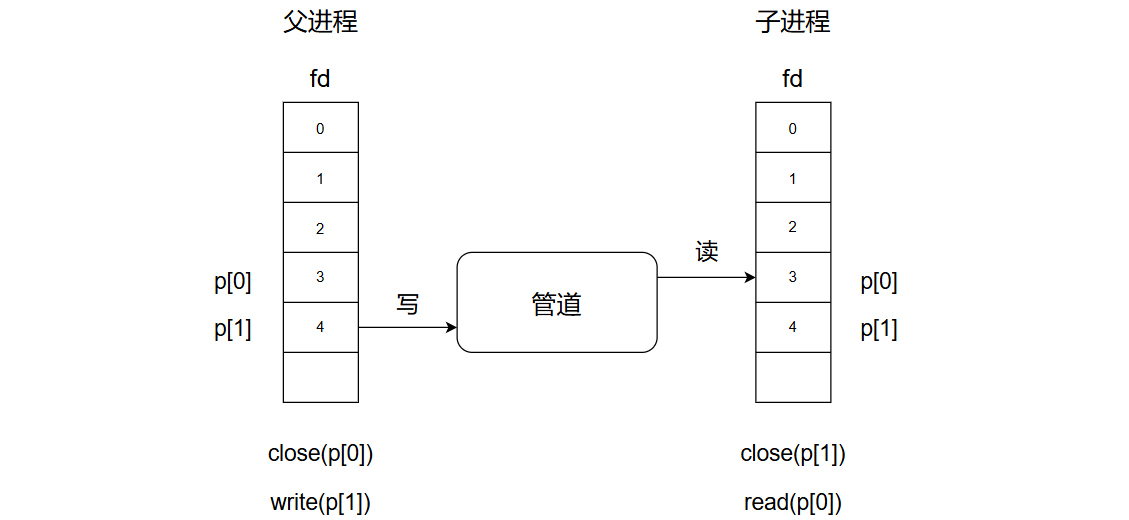 父进程
子进程
fd
fd
0
0
1
1
2
2
读
p[0]
3
3
p[0]
写
管道
p[1]
4
4
p[1]
close(p[0])
close(p[1])
write(p[1])
read(p[0])